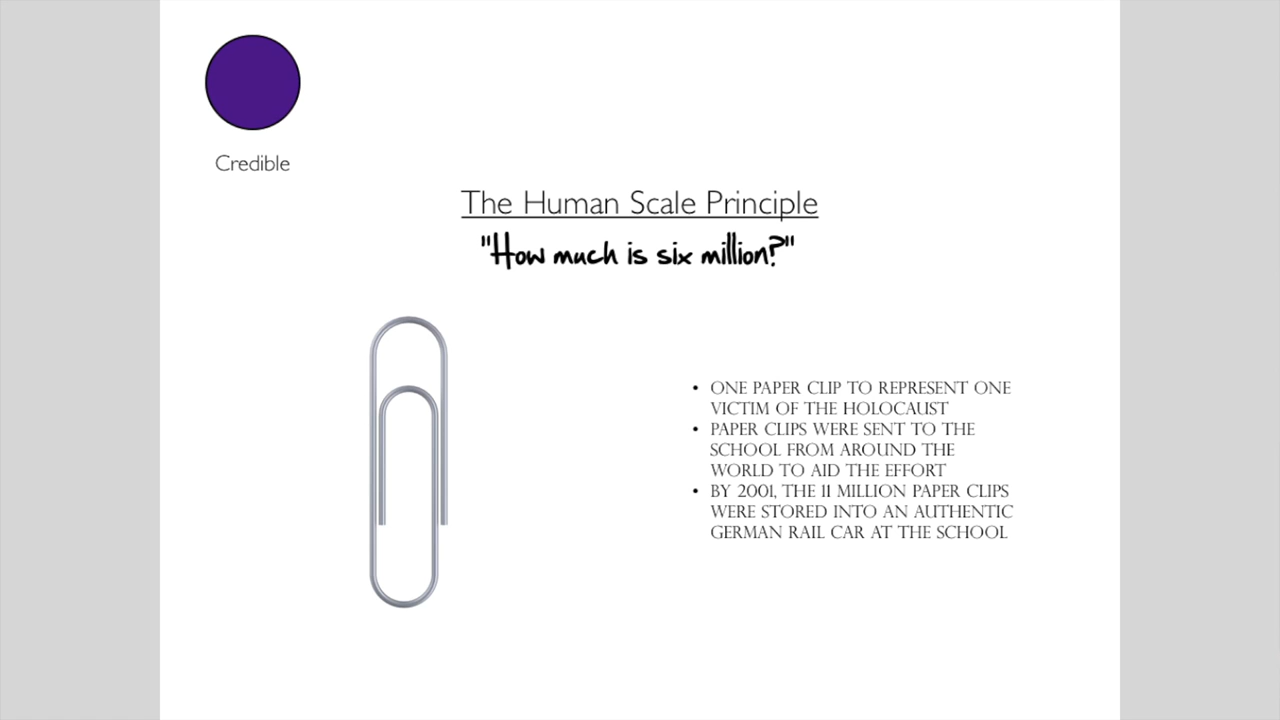 Credible
The Human Scale Principle
"How much is six million?"
• ONE PAPER CLIP TO REPRESENT ONE
VICTIM OF THE HOLOCAUST
• PAPER CLIPS WERE SENT TO THE
SCHOOL FROM AROUND THE
WORLD TO AID THE EFFORT
• BY 2001, THE 11 MILLION PAPER CLIPS
WERE STORED INTO AN AUTHENTIC
GERMAN RAIL CAR AT THE SCHOOL